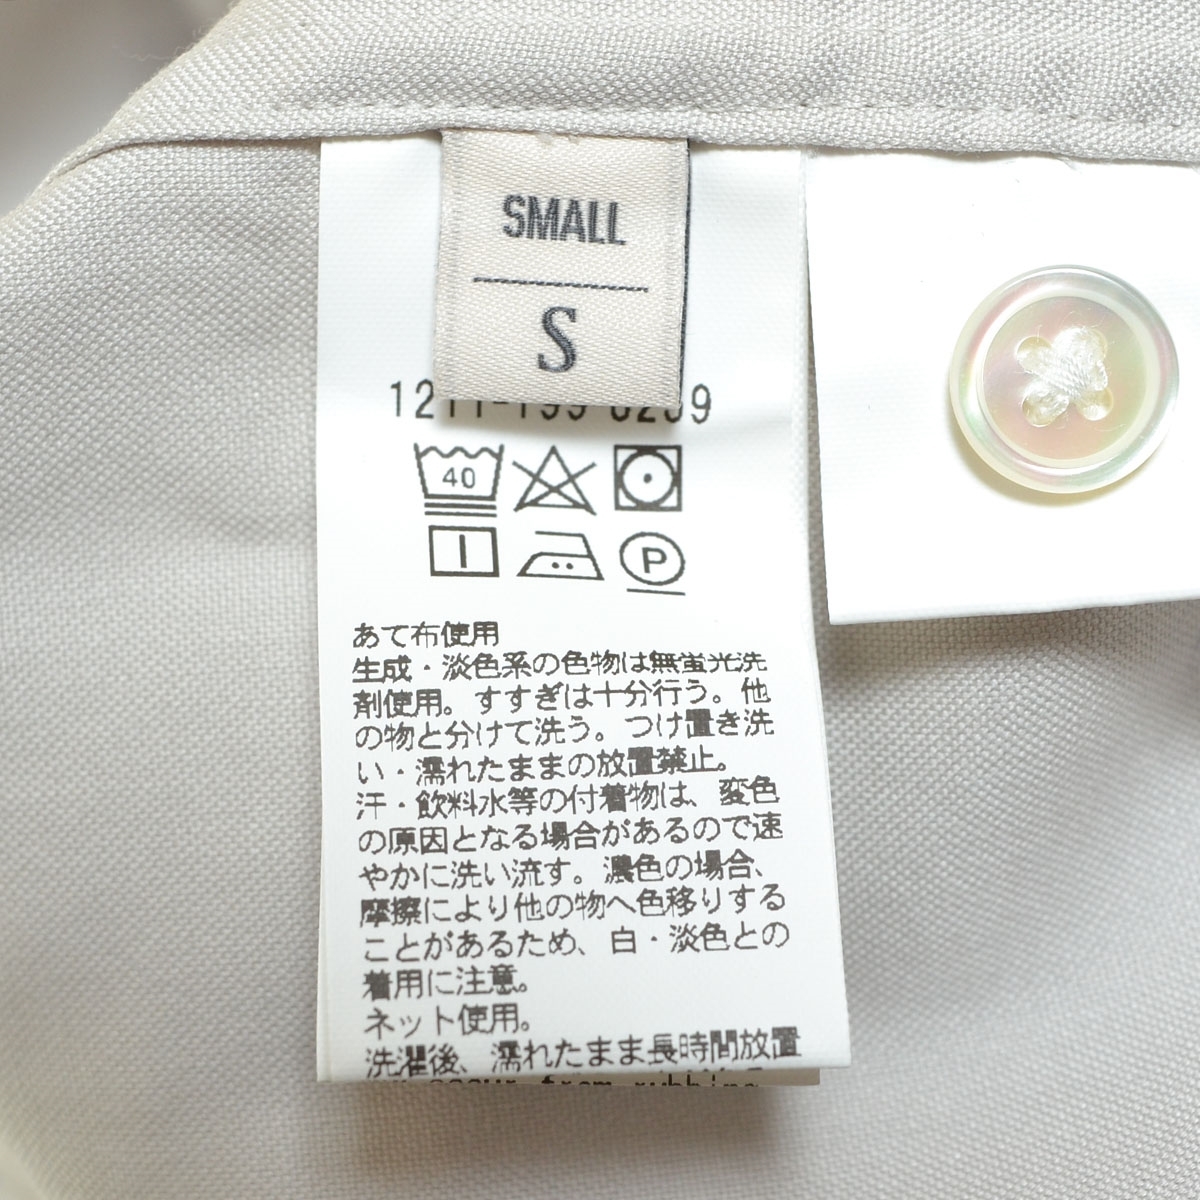 SMALL
S
40
P
あて布使用
生成・淡色系の色物は無蛍光洗
剤使用。すすぎは十分行う。他
の物と分けて洗う。つけ置き洗
い・濡れたままの放置禁止。
汗・飲料水等の付着物は、変色
の原因となる場合があるので速
やかに洗い流す。濃色の場合、
摩擦により他の物へ色移りする
ことがあるため、白・淡色との
着用に注意。
ネット使用。
洗濯後、濡れたまま長時間放置
from rubbing